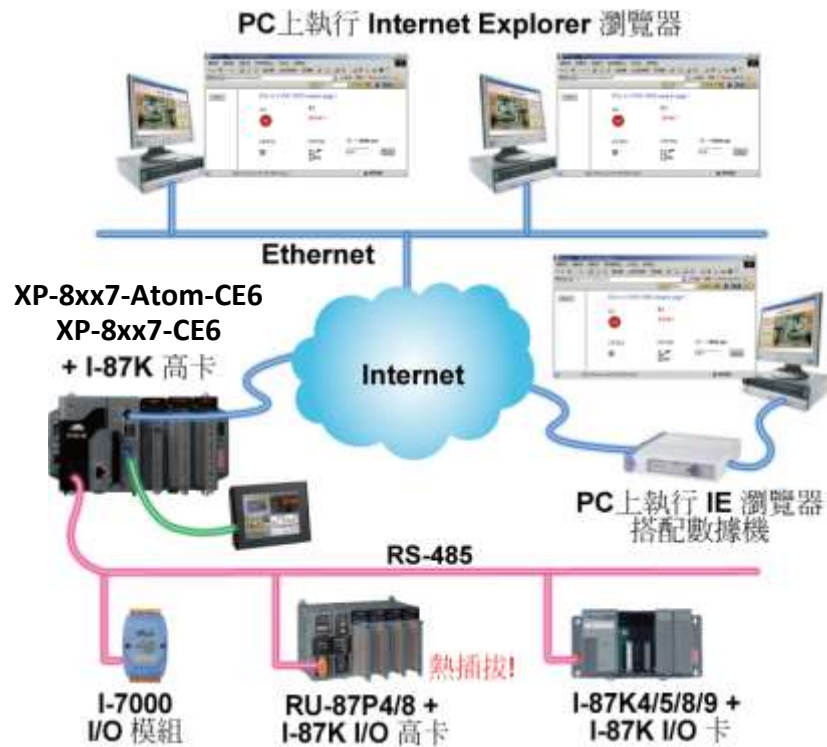 PC上執行 Internet Explorer 瀏覽器
Ethernet
XP-8xx7-Atom-CE6
XP-8xx7-CE6
+ I-87K 高卡
Internet
PC上執行 IE 瀏覽器
搭配數據機
RS-485
熱插拔!
I-7000
I/O 模組
RU-87P4/8 +
I-87K I/O 高卡
I-87K4/5/8/9 +
I-87K I/O 卡